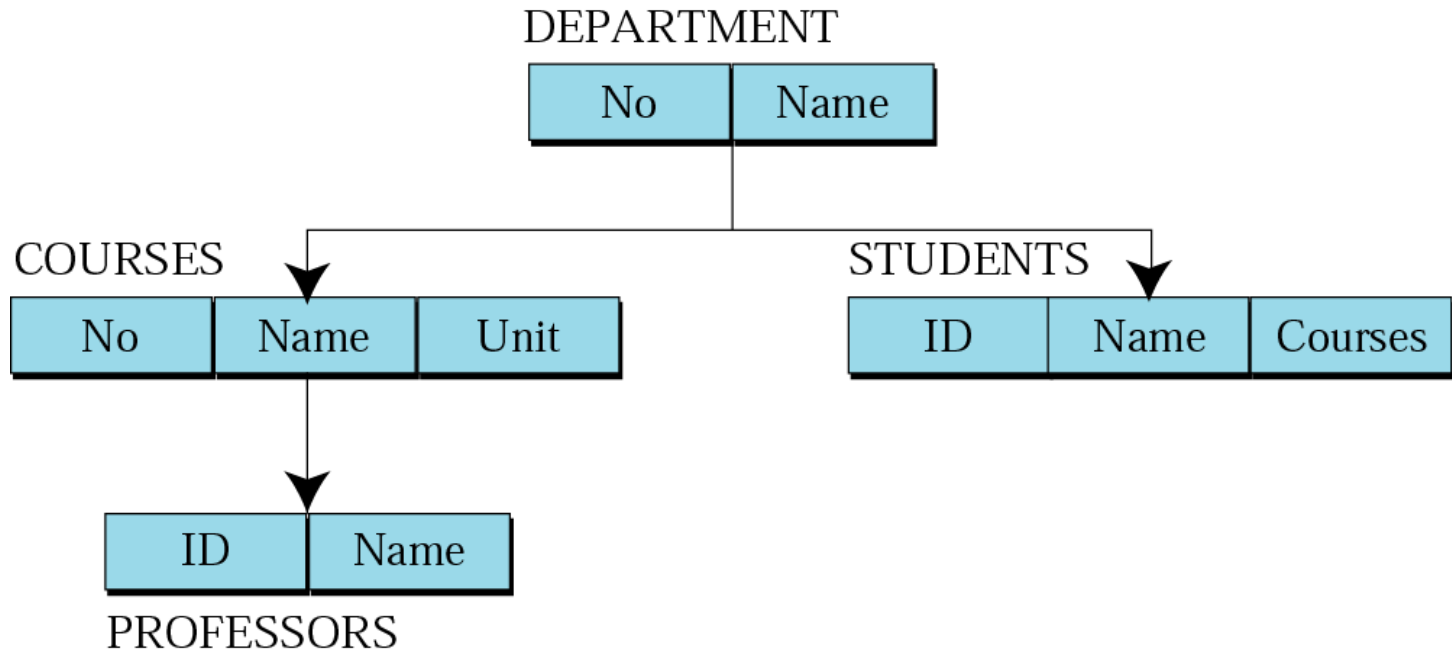 DEPARTMENT
No Name
COURSES STUDENTS
No Name Unit ID Name Courses
ID Name
PROFESSORS